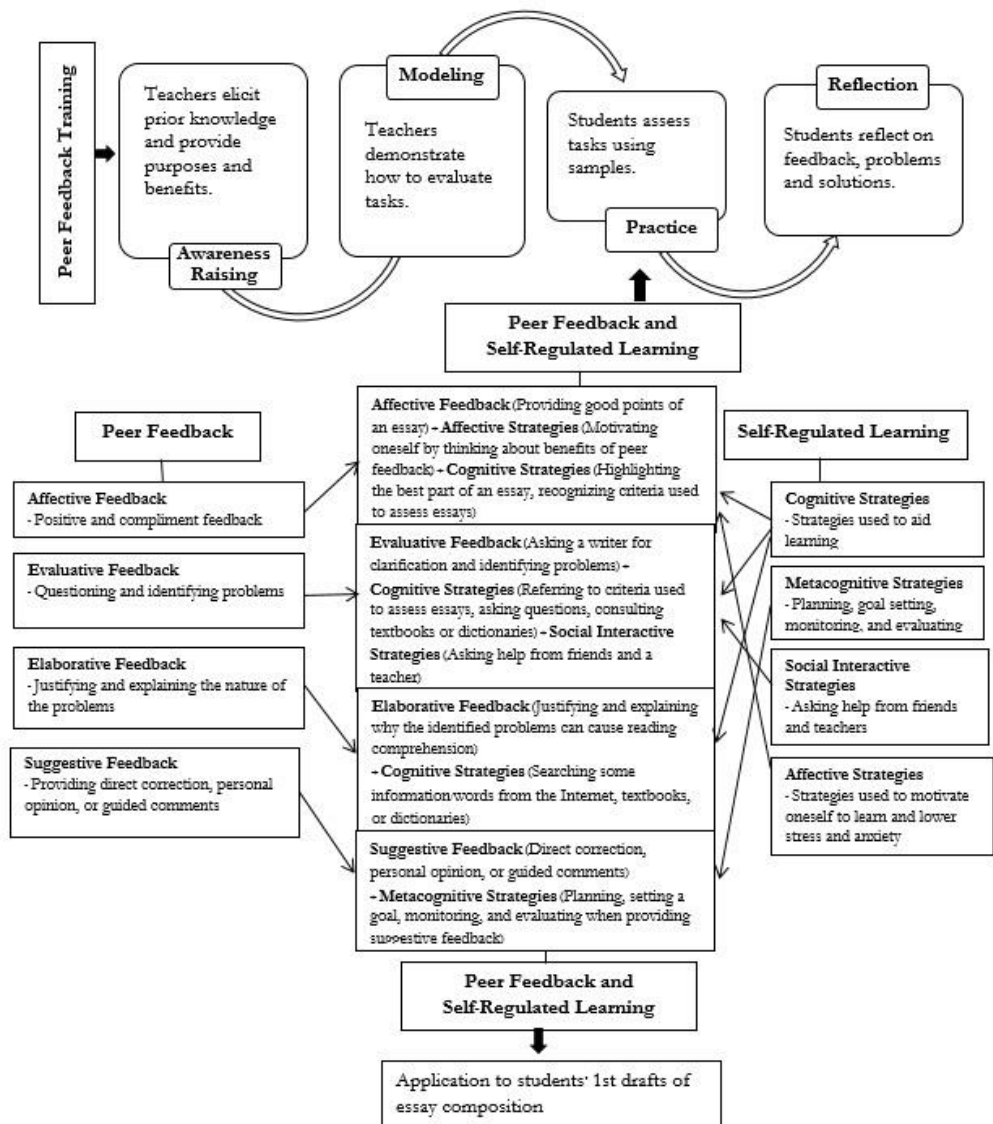 Peer Feedback Training
Teachers elicit
prior knowledge
and provide
purposes and
benefits.
Awareness
Raising
Modeling
Teachers
demonstrate
how to evaluate
tasks.
Students assess
tasks using
samples.
Practice
Reflection
Students reflect on
feedback, problems
and solutions.
Peer Feedback and
Self-Regulated Learning
Peer Feedback
Affective Feedback
- Positive and compliment feedback
Evaluative Feedback
- Questioning and identifying problems
Elaborative Feedback
- Justifying and explaining the nature of
the problems
Suggestive Feedback
- Providing direct correction, personal
opinion, or guided comments
Affective Feedback (Providing good points of
an essay) + Affective Strategies (Motivating
oneself by thinking about benefits of peer
feedback) + Cognitive Strategies (Highlighting
the best part of an essay, recognizing criteria used
to assess essays)
Evaluative Feedback (Asking a writer for
clarification and identifying problems) +
Cognitive Strategies (Referring to criteria used
to assess essays, asking questions, consulting
textbooks or dictionaries) + Social Interactive
Strategies (Asking help from friends and a
teacher)
Elaborative Feedback (Justifying and explaining
why the identified problems can cause reading
comprehension)
+ Cognitive Strategies (Searching some
information/words from the Internet, textbooks,
or dictionaries)
Suggestive Feedback (Direct correction,
personal opinion, or guided comments)
+ Metacognitive Strategies (Planning, setting a
goal, monitoring, and evaluating when providing
suggestive feedback)
Self-Regulated Learning
Cognitive Strategies
- Strategies used to aid
learning
Metacognitive Strategies
- Planning, goal setting,
monitoring, and evaluating
Social Interactive
Strategies
- Asking help from friends
and teachers
Affective Strategies
- Strategies used to motivate
oneself to learn and lower
stress and anxiety
Peer Feedback and
Self-Regulated Learning
Application to students' 1st drafts of
essay composition